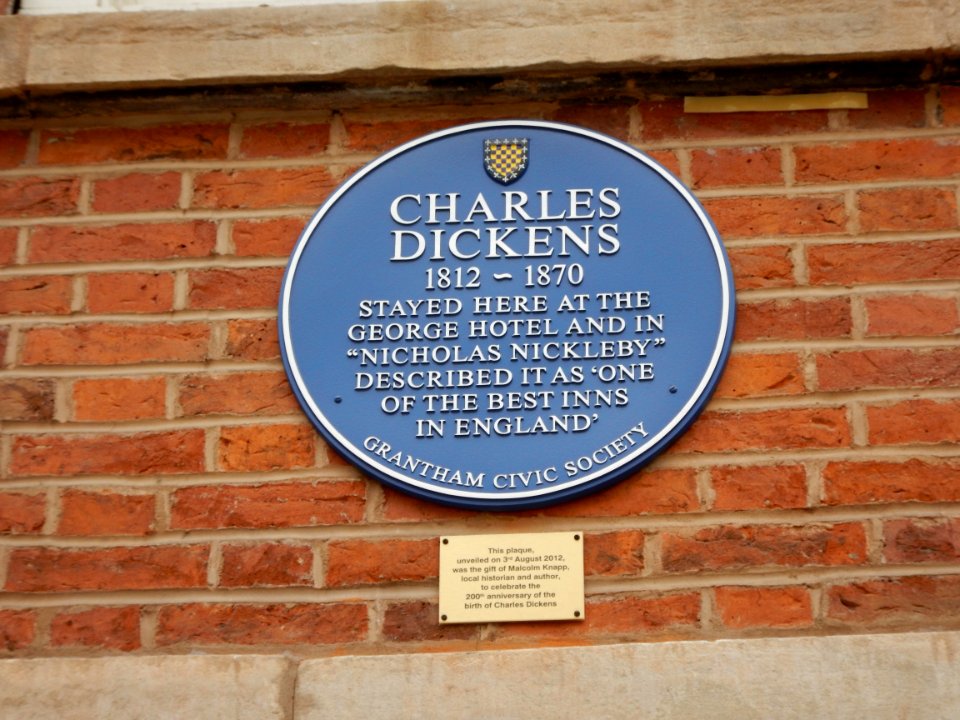 CHARLES
DICKENS
1812 ~ 1870
STAYED HERE AT THE
GEORGE HOTEL AND IN
"NICHOLAS NICKLEBY"
DESCRIBED IT AS 'ONE
OF THE BEST INNS
IN ENGLAND'
GRANTHAM CIVIC SOCIETY
This plaque,
unveiled on 3rd August 2012,
was the gift of Malcolm Knapp,
local historian and author,
to celebrate the
200th anniversary of the
birth of Charles Dickens